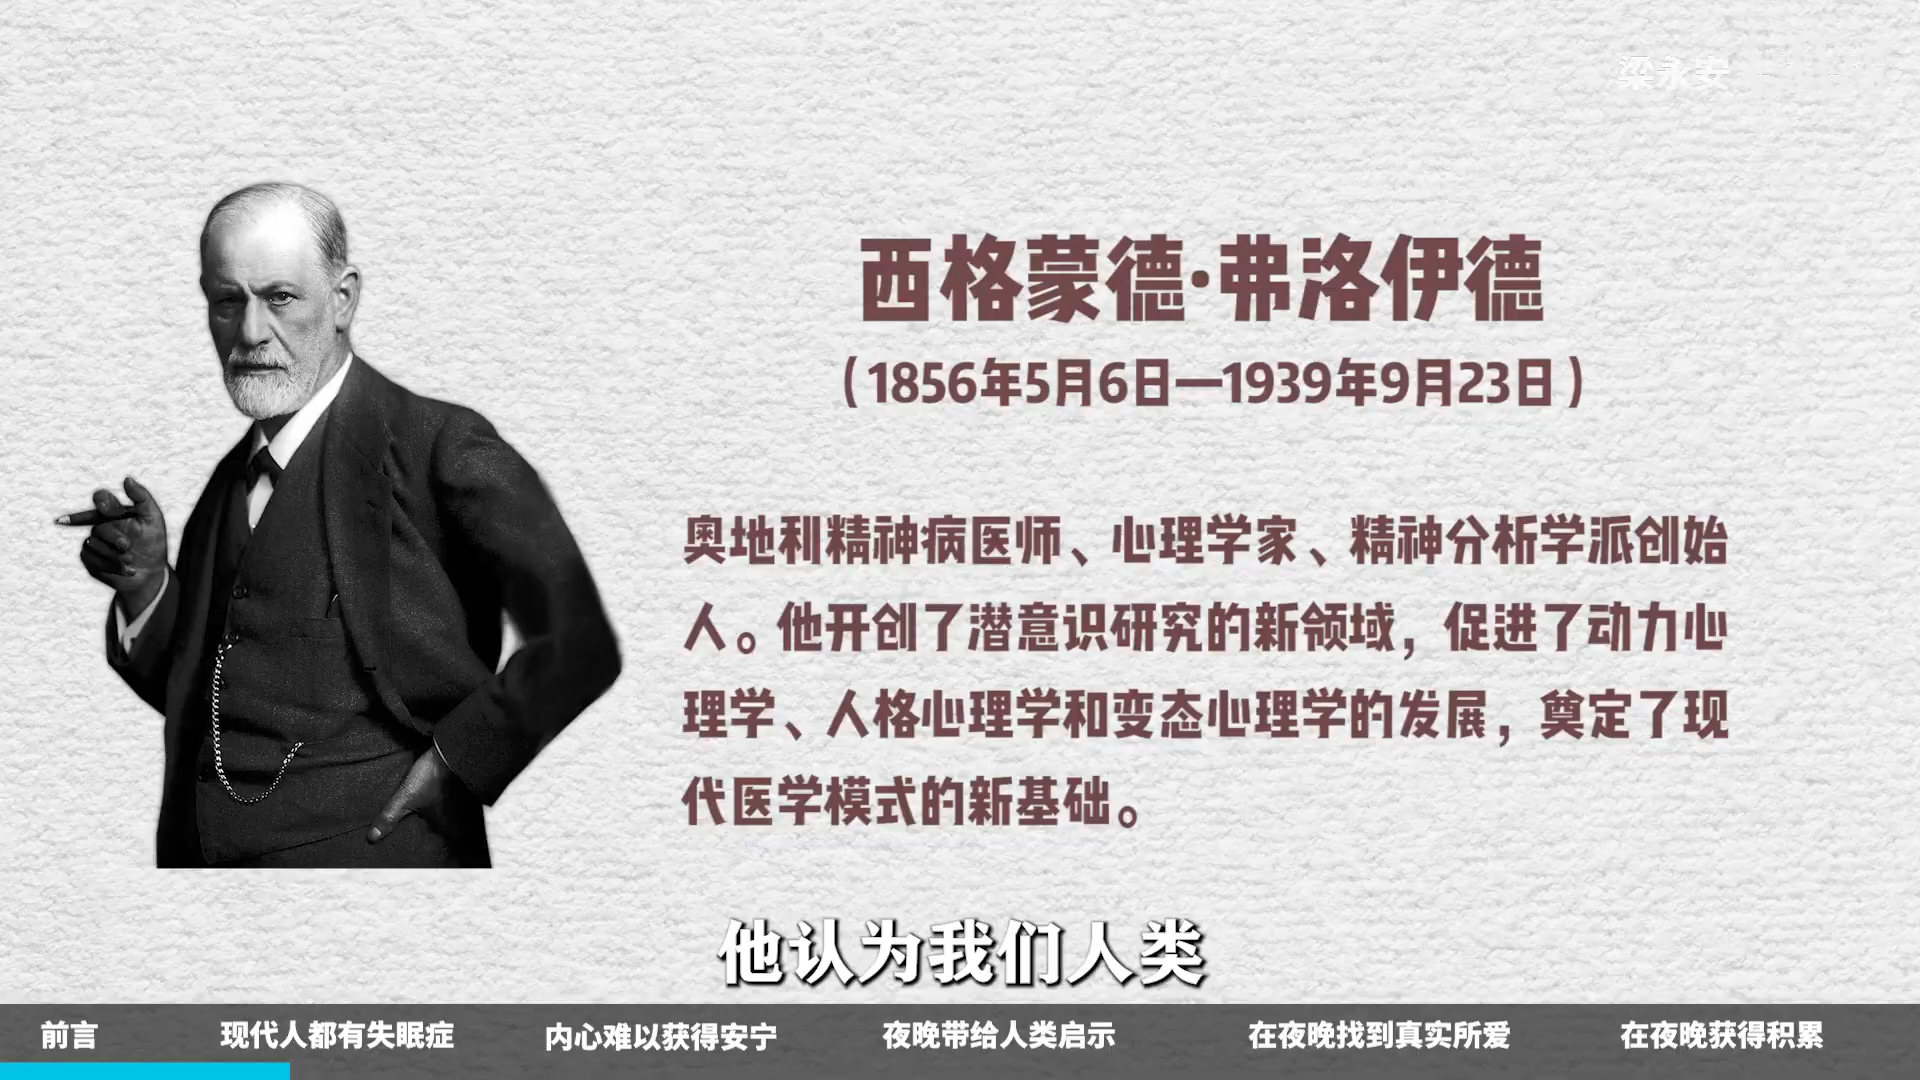 梁永安
西格蒙德·弗洛伊德
（1856年5月6日—1939年9月23日）
奥地利精神病医师、心理学家、精神分析学派创始
人。他开创了潜意识研究的新领域，促进了动力心
理学、人格心理学和变态心理学的发展，奠定了现
代医学模式的新基础。
他认为我们人类
前言
现代人都有失眠症
内心难以获得安宁
夜晚带给人类启示
在夜晚找到真实所爱
在夜晚获得积累